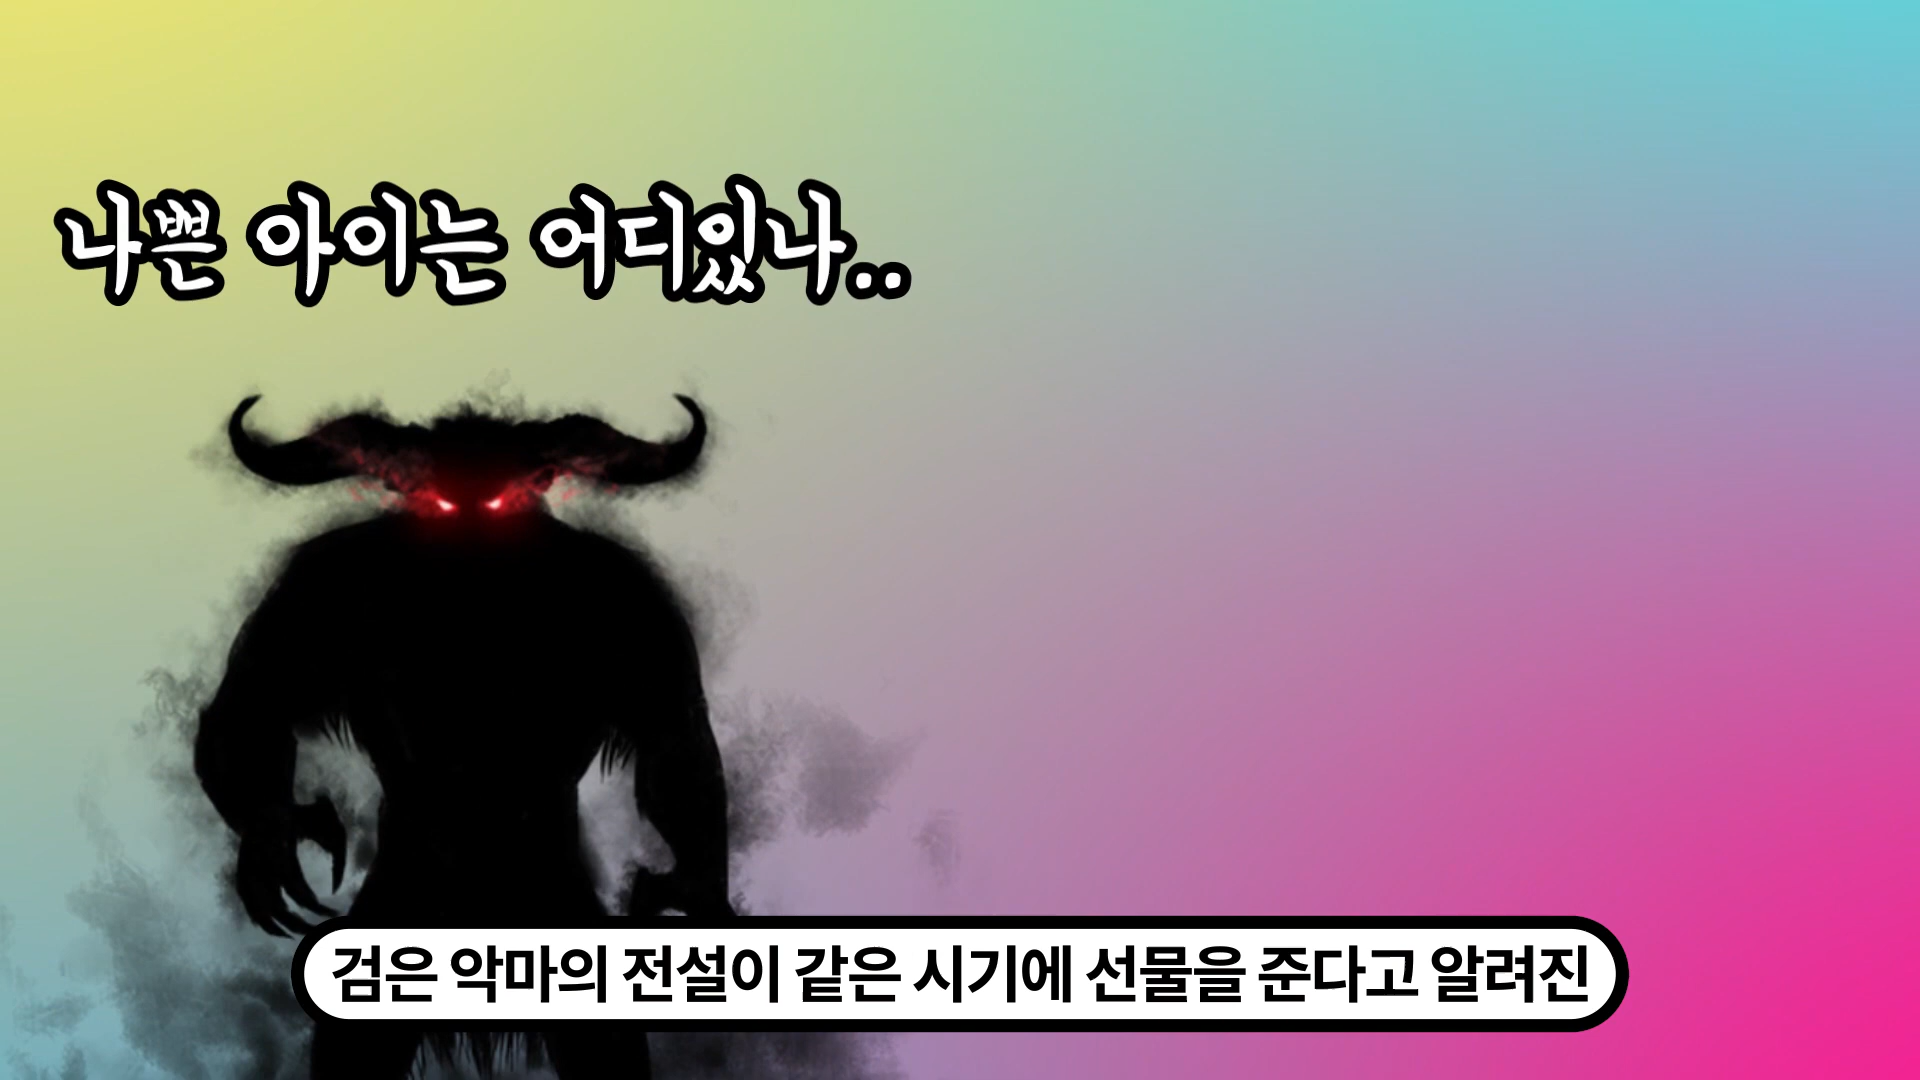 나쁜 아이는 어디있나..
검은 악마의 전설이 같은 시기에 선물을 준다고 알려진